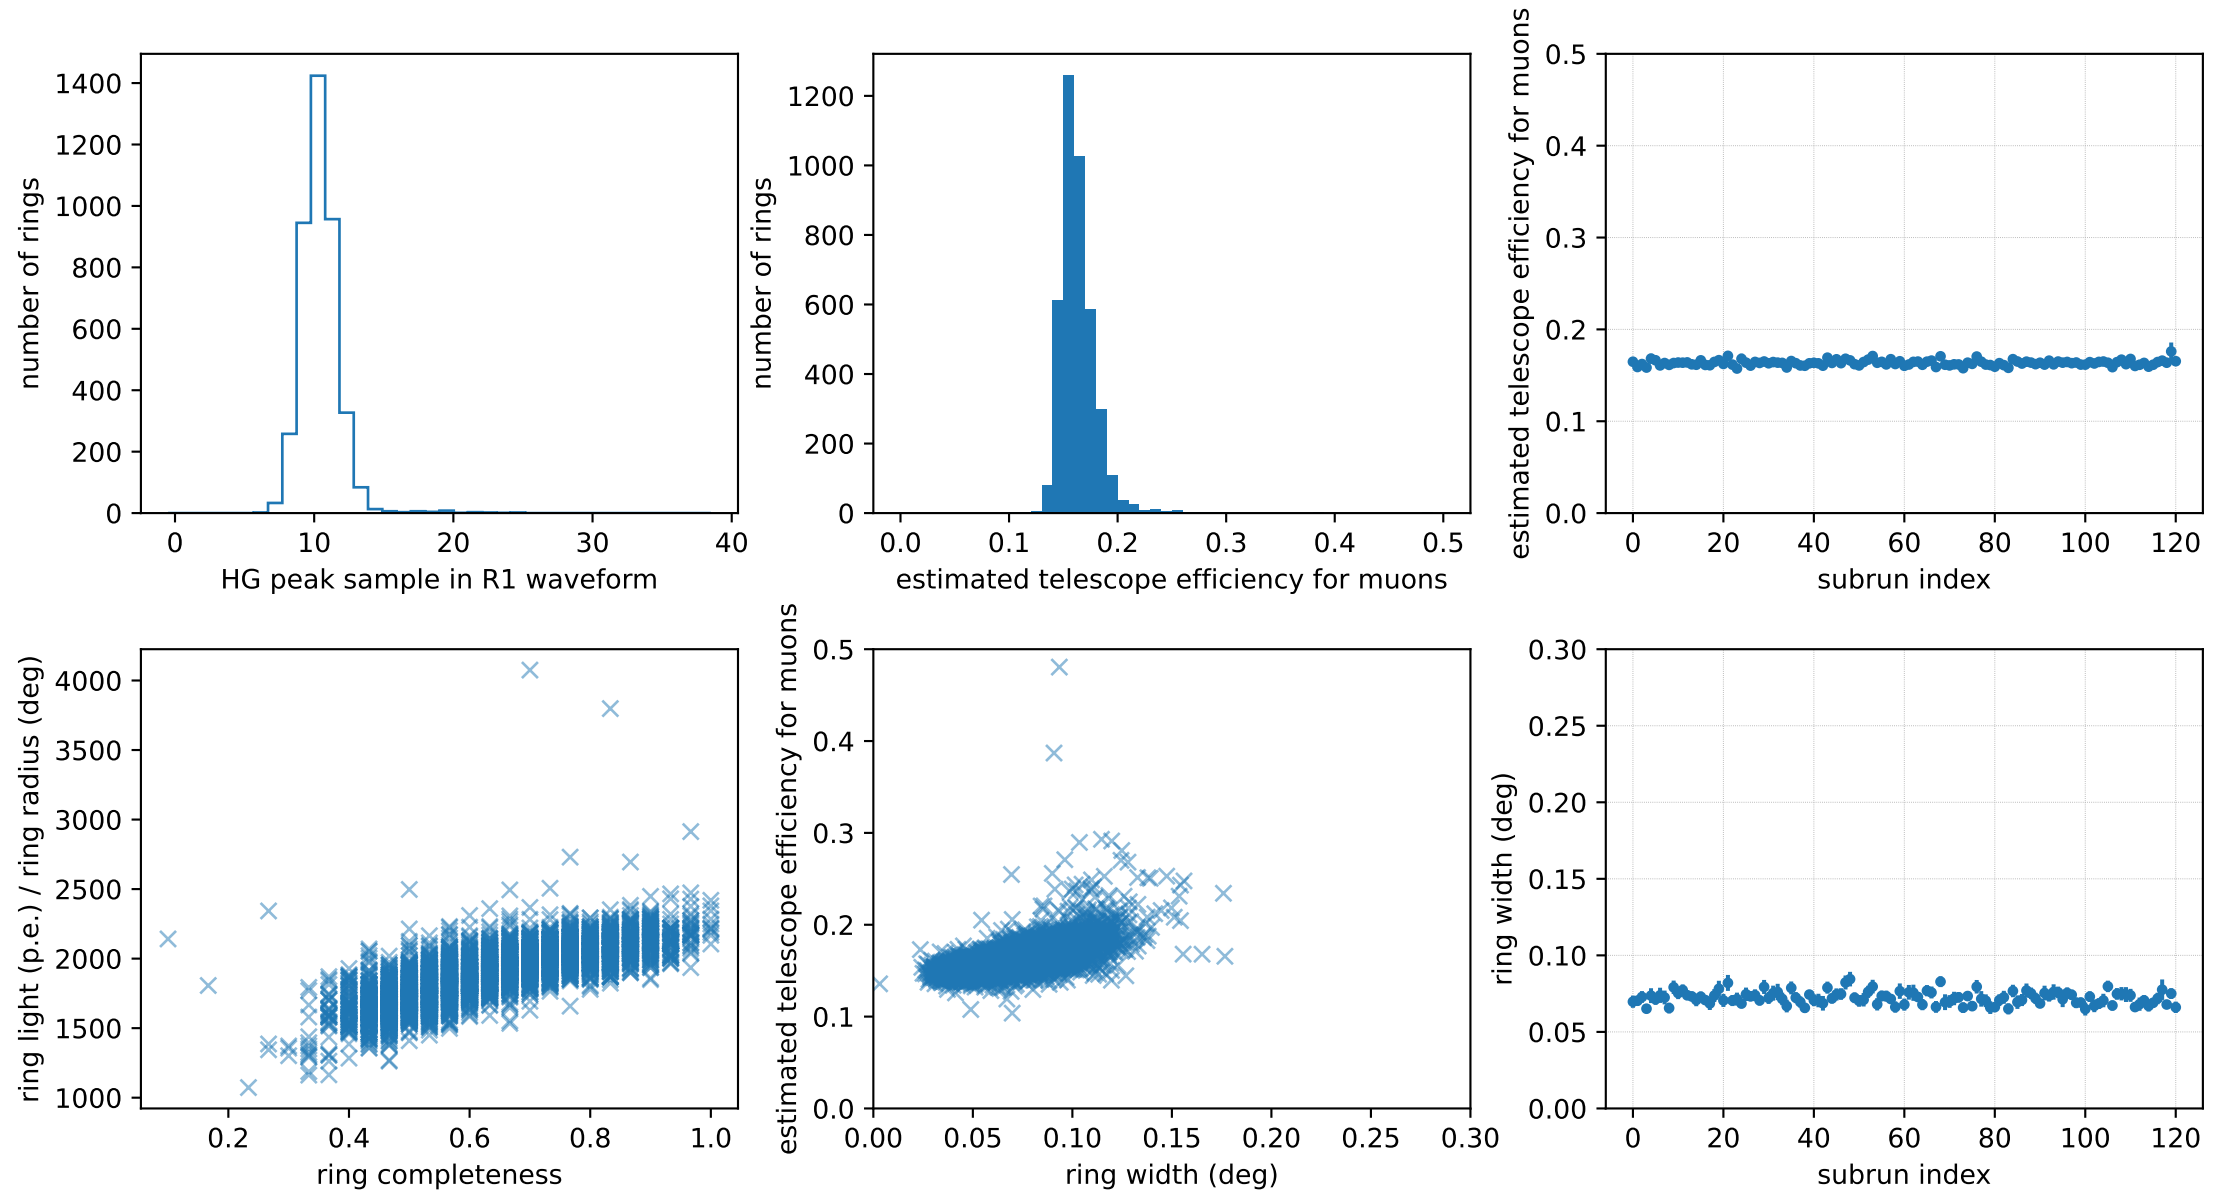 1400
1200
1000
800
600
400
200
0
number of rings
0 10 20 30 40
HG peak sample in R1 waveform
1200
1000
800
600
400
200
0
number of rings
0.0 0.1 0.2 0.3 0.4 0.5
estimated telescope efficiency for muons
0.5
0.4
0.3
0.2
0.1
0.0
estimated telescope efficiency for muons
0 20 40 60 80 100 120
subrun index
4000
3500
3000
2500
2000
1500
1000
ring light (p.e.) / ring radius (deg)
0.2 0.4 0.6 0.8 1.0
ring completeness
0.5
0.4
0.3
0.2
0.1
0.0
estimated telescope efficiency for muons
0.00 0.05 0.10 0.15 0.20 0.25 0.30
ring width (deg)
0.30
0.25
0.20
0.15
0.10
0.05
0.00
ring width (deg)
0 20 40 60 80 100 120
subrun index